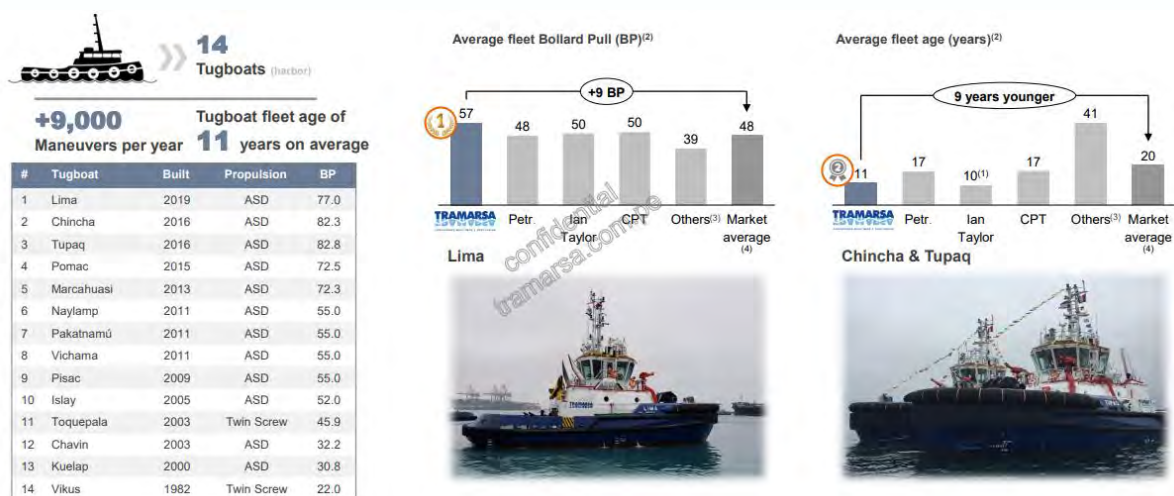 14
Tugboats (harbor)
+9,000
Maneuvers per year
Tugboat fleet age of
11 years on average
# Tugboat Built Propulsion BP
1 Lima 2019 ASD 77.0
2 Chincha 2016 ASD 82.3
3 Tupaq 2016 ASD 82.8
4 Pomac 2015 ASD 72.5
5 Marcahuasi 2013 ASD 72.3
6 Naylamp 2011 ASD 55.0
7 Pakatnamú 2011 ASD 55.0
8 Vichama 2011 ASD 55.0
9 Pisac 2009 ASD 55.0
10 Islay 2005 ASD 52.0
11 Toquepala 2003 Twin Screw 45.9
12 Chavin 2003 ASD 32.2
13 Kuelap 2000 ASD 30.8
14 Vikus 1982 Twin Screw 22.0
Average fleet Bollard Pull (BP)(2)
+9 BP
1
57 48 50 50 39 48
TRAMARSA Petr. Ian CPT Others(3) Market
Taylor average
(4)
Lima
TRAMARSA
LIMA
confidential
tramarsa.com.pe
Average fleet age (years)(2)
9 years younger
2
11 17 10(1) 17 41 20
TRAMARSA Petr. Ian CPT Others(3) Market
Taylor average
(4)
Chincha & Tupaq
TUPAQ